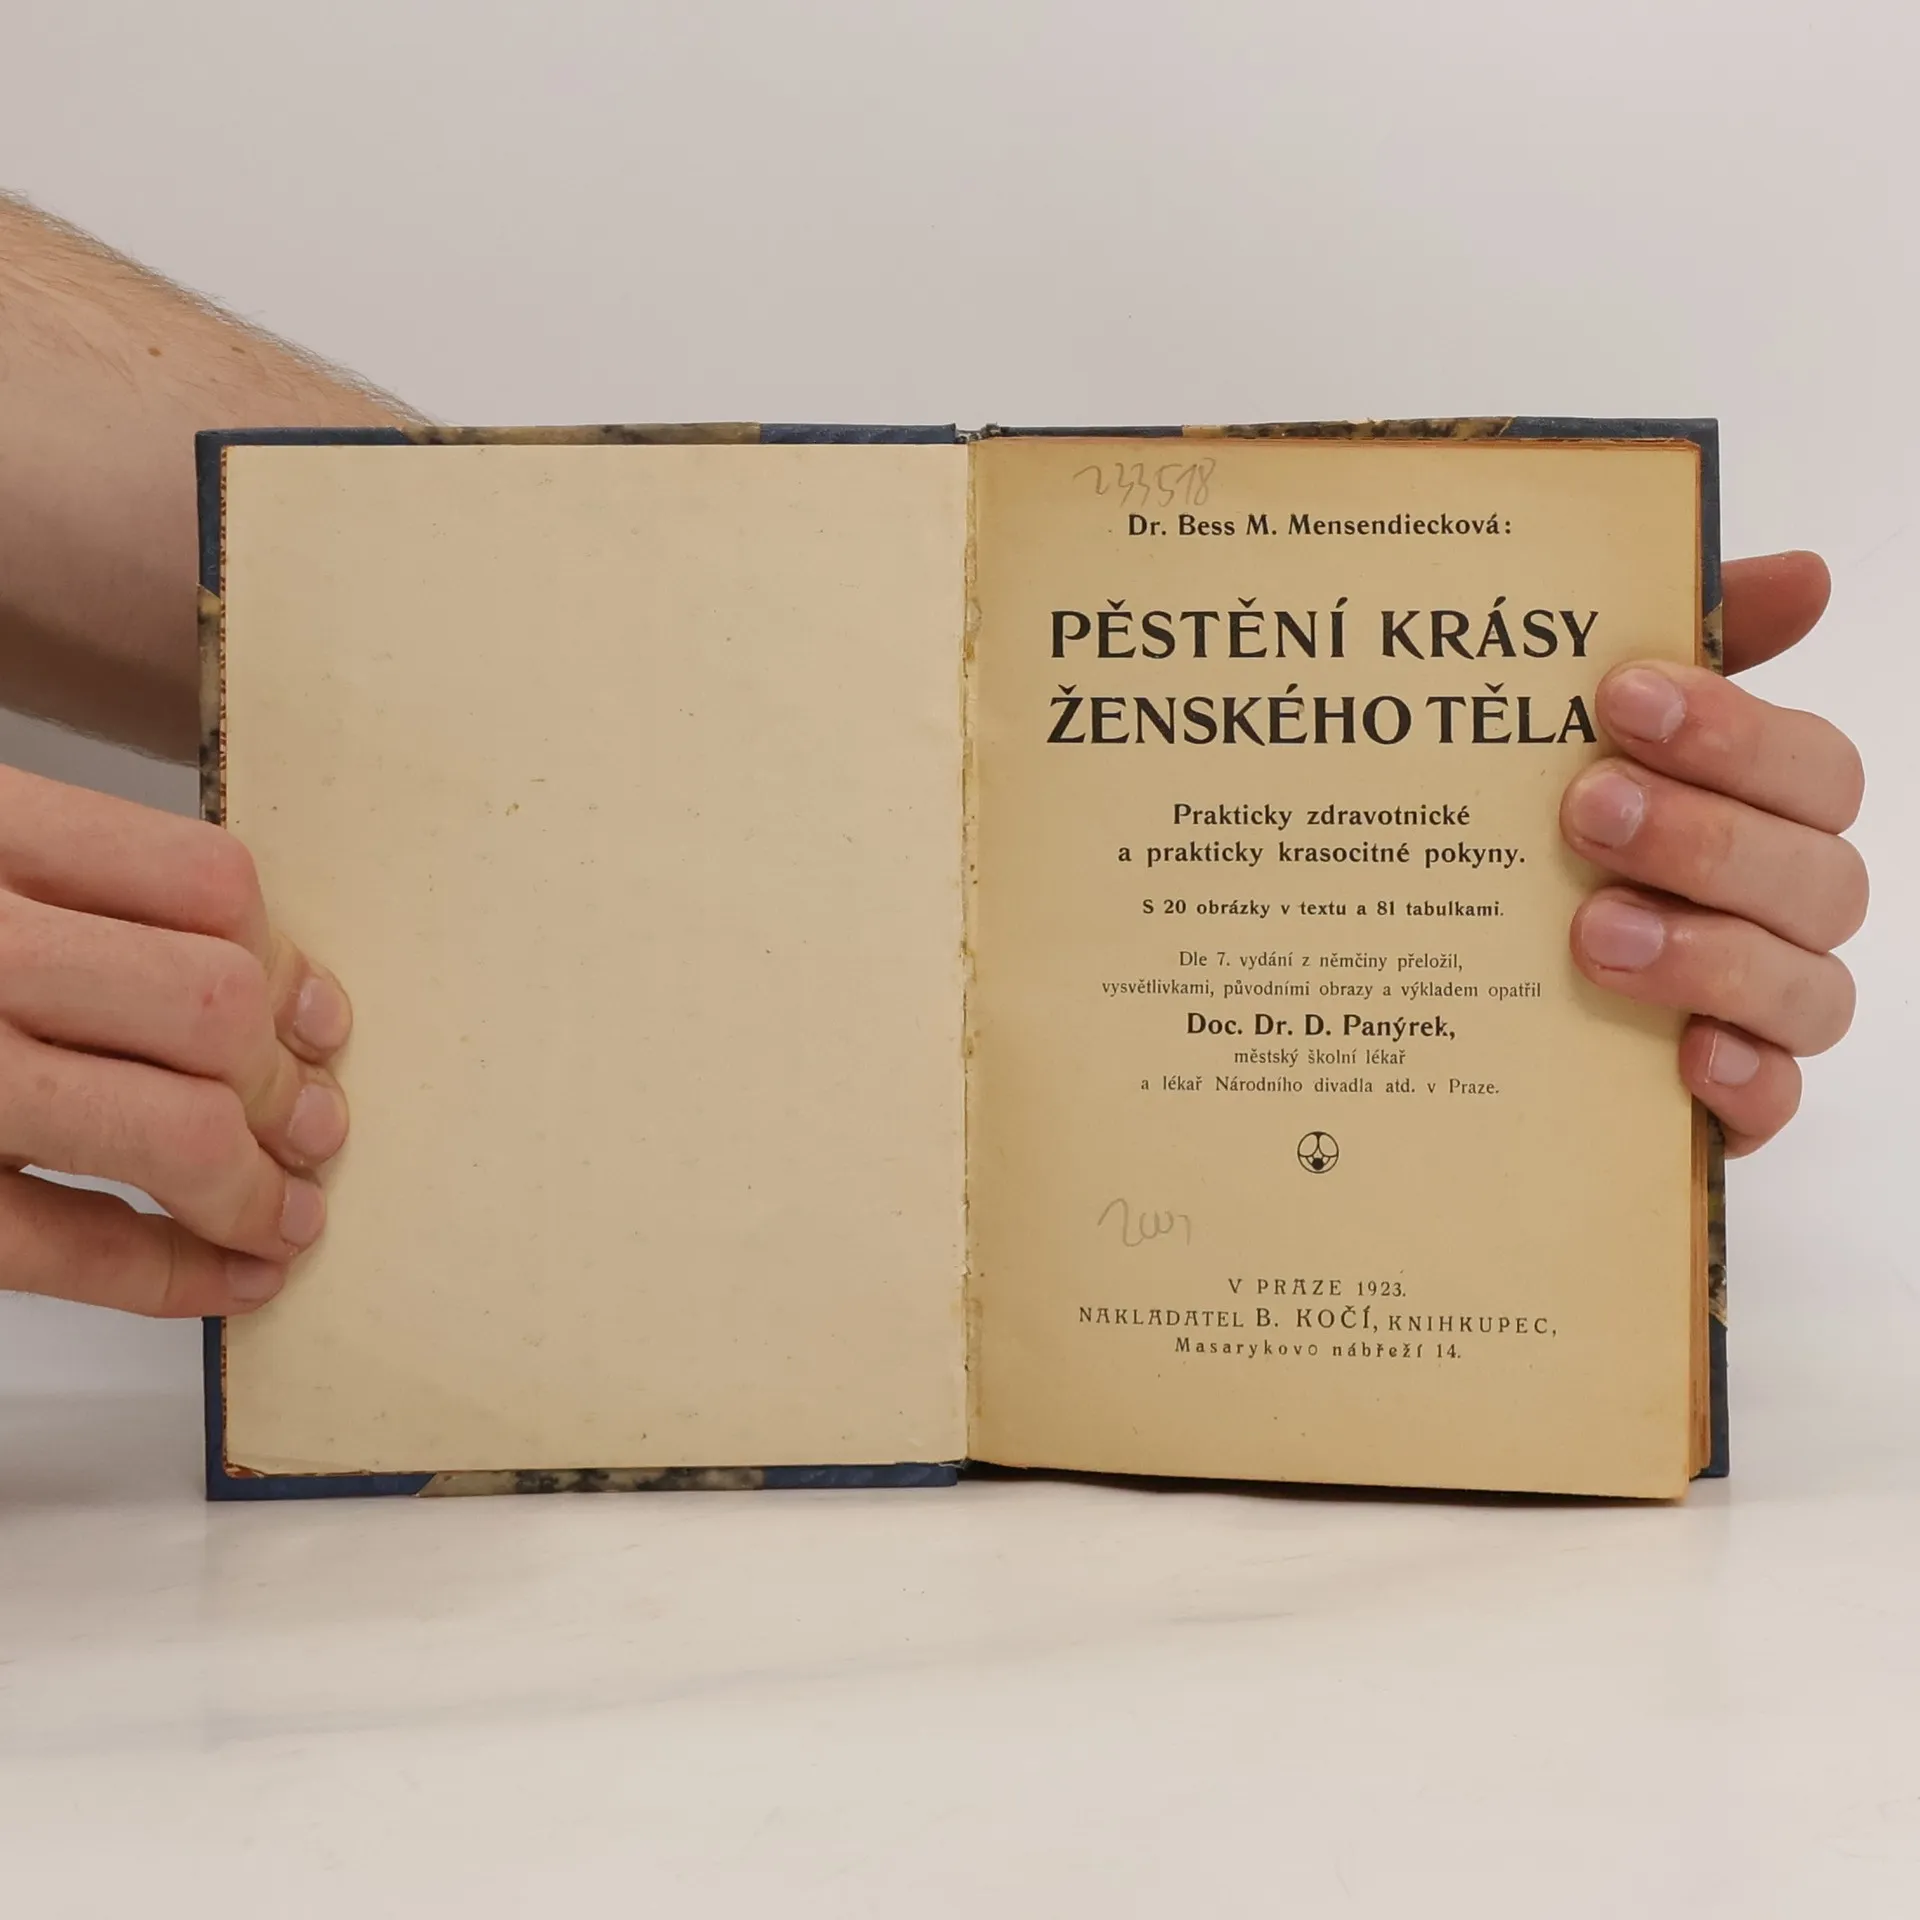 233518
Dr. Bess M. Mensendiecková:
PĚSTĚNÍ KRÁSY
ŽENSKÉHO TĚLA
Prakticky zdravotnické
a prakticky krasocitné pokyny.
S 20 obrázky v textu a 81 tabulkami.
Dle 7. vydání z němčiny přeložil,
vysvětlivkami, původními obrazy a výkladem opatřil
Doc. Dr. D. Panýrek,
městský školní lékař
a lékař Národního divadla atd. v Praze.
V PRAZE 1923.
NAKLADATEL B. KOČÍ, KNIHKUPEC,
Masarykovo nábřeží 14.